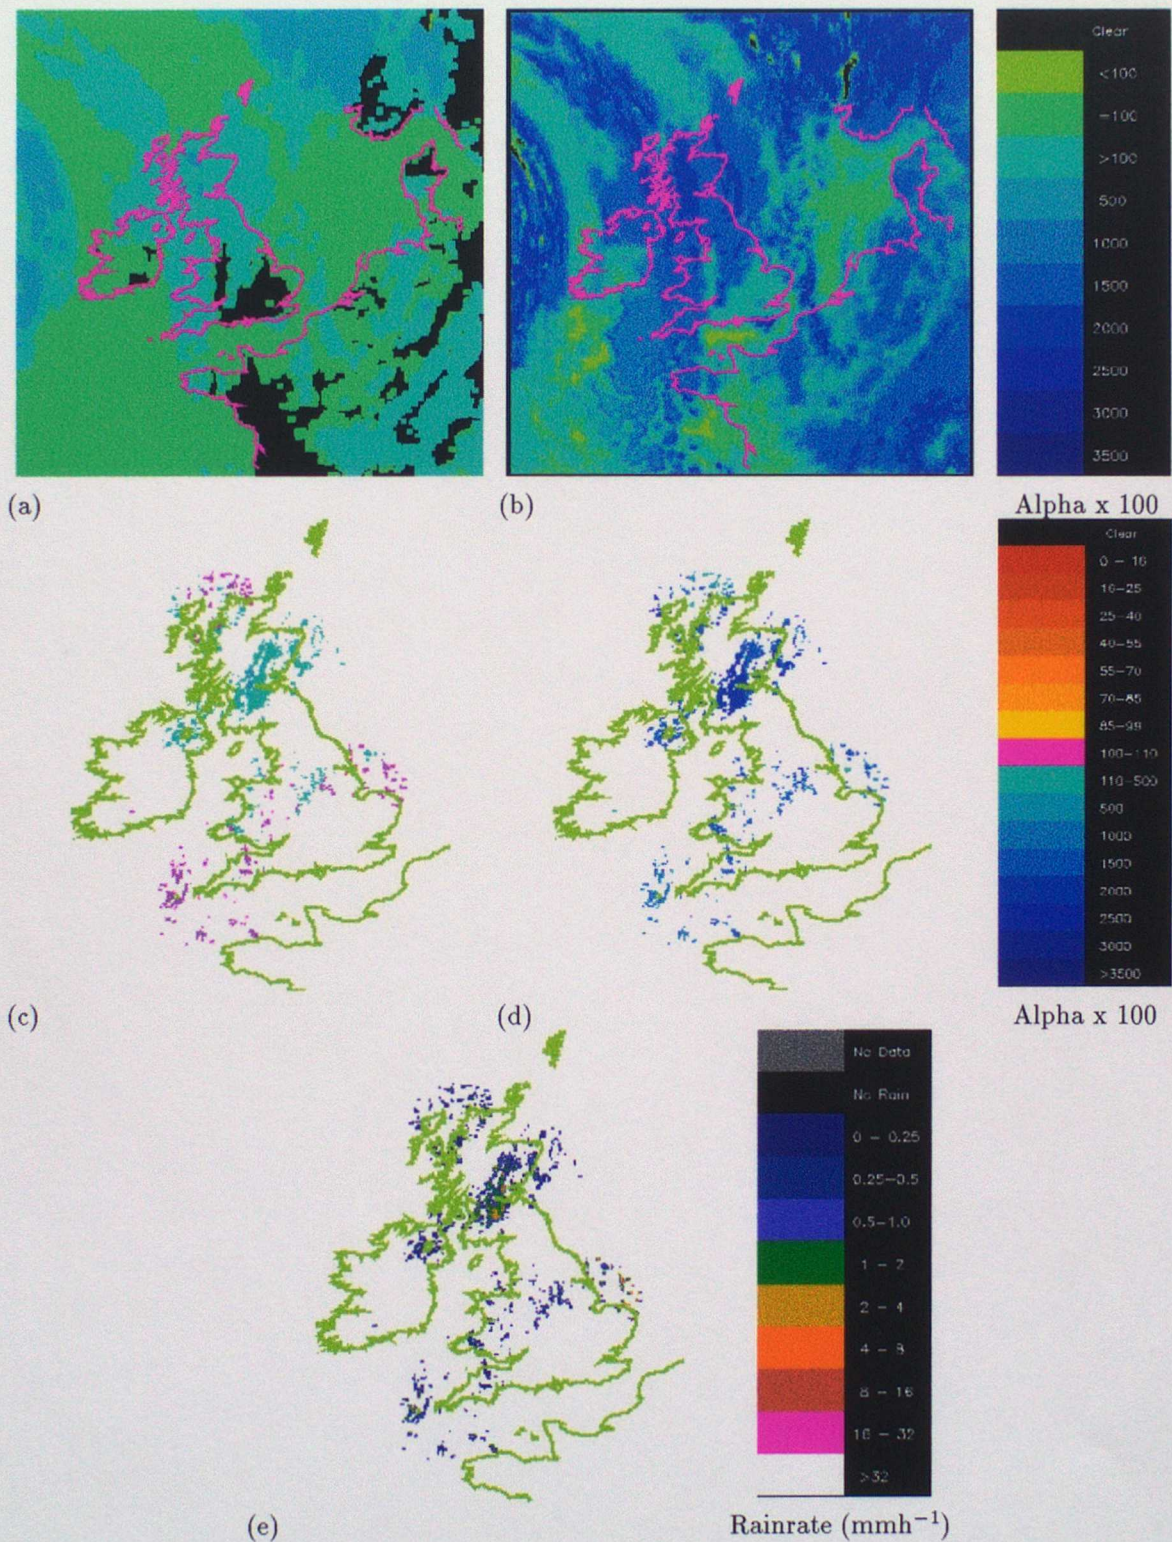 Clear
<100
=100
>100
500
1000
1500
2000
2500
3000
3500
(a)
(b)
Alpha x 100
Clear
0 - 16
16-25
25-40
40-55
55-70
70-85
85-99
100-110
110-500
500
1000
1500
2000
2500
3000
>3500
(c)
(d)
Alpha x 100
No Data
No Rain
0 - 0.25
0.25-0.5
0.5-1.0
1 - 2
2 - 4
4 - 8
8 - 16
16 - 32
>32
(e)
Rainrate (mmh⁻¹)